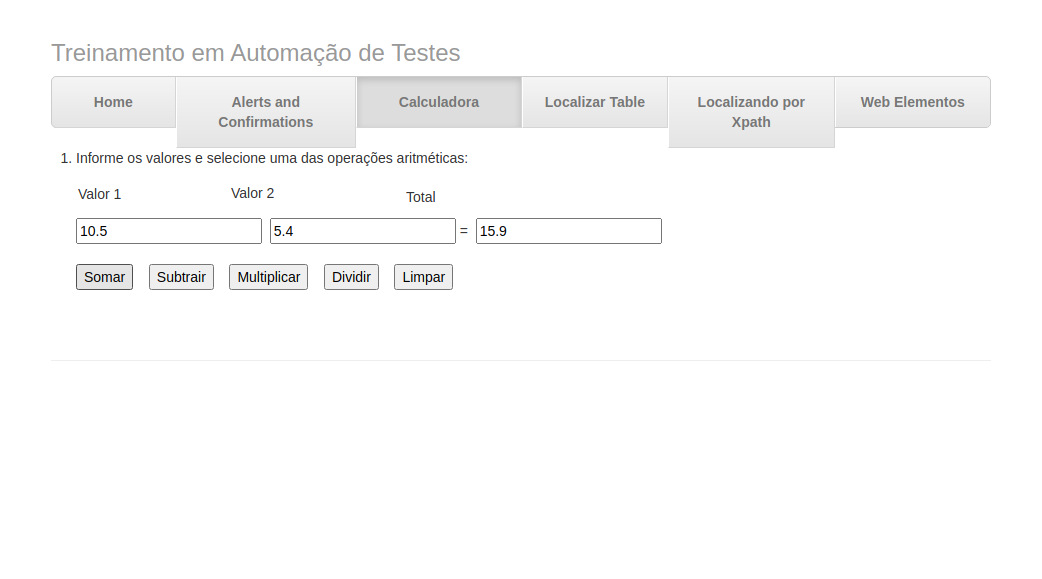 Treinamento em Automação de Testes
Home
Alerts and
Confirmations
Calculadora
Localizar Table
Localizando por
Xpath
Web Elementos
1. Informe os valores e selecione uma das operações aritméticas:
Valor 1 Valor 2 Total
10.5 5.4 = 15.9
Somar Subtrair Multiplicar Dividir Limpar